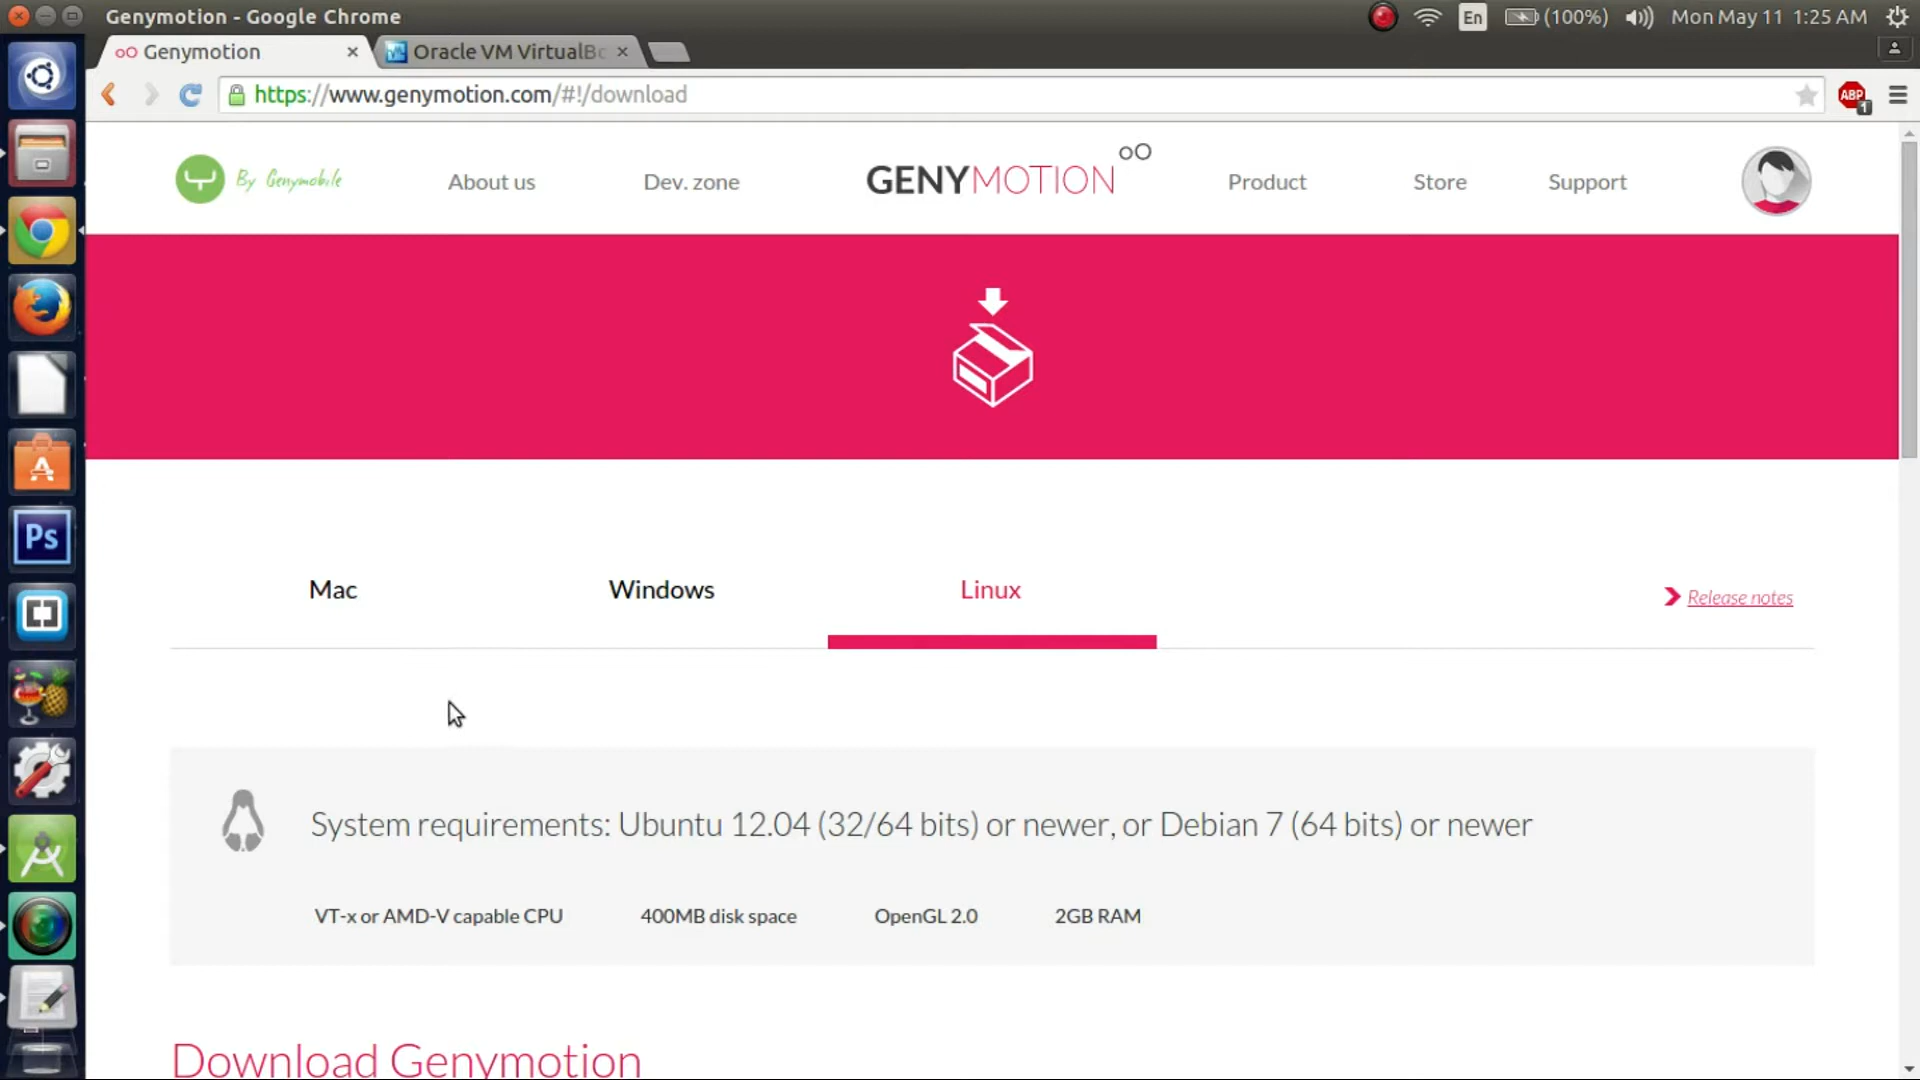 Genymotion - Google Chrome
En
(100%)
Mon May 11 1:25 AM
Genymotion
Oracle VM VirtualBo
https://www.genymotion.com/#!/download
ABP
1
By Genymobile
About us
Dev. zone
GENYMOTION
Product
Store
Support
Mac
Windows
Linux
Release notes
Ps
System requirements: Ubuntu 12.04 (32/64 bits) or newer, or Debian 7 (64 bits) or newer
VT-x or AMD-V capable CPU
400MB disk space
OpenGL 2.0
2GB RAM
Download Genymotion